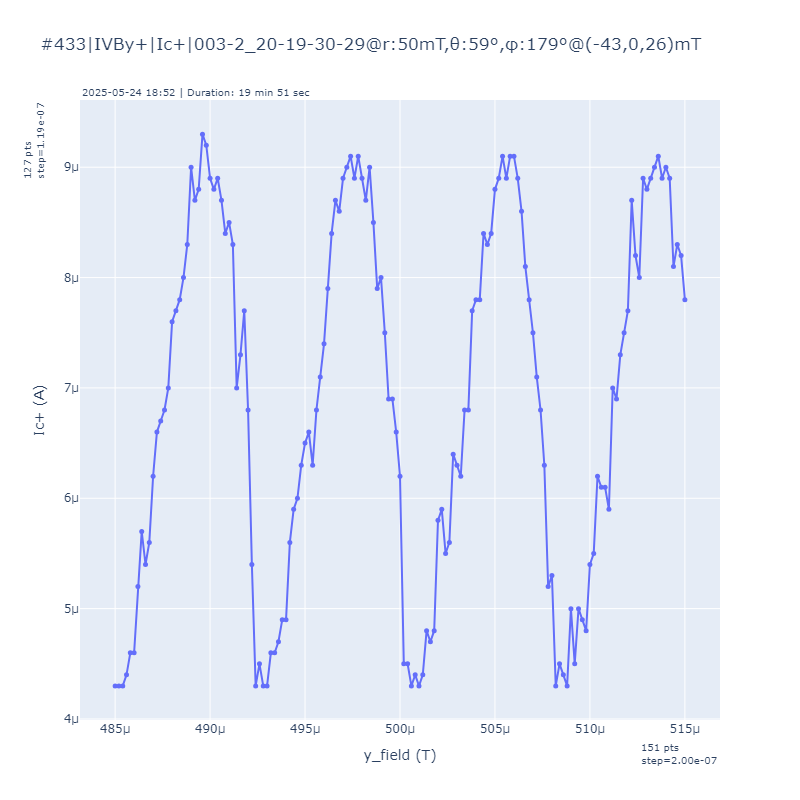 #433|IVBy+|Ic+|003-2_20-19-30-29@r:50mT,θ:59º,φ:179º@(-43,0,26)mT
2025-05-24 18:52 | Duration: 19 min 51 sec
127 pts
step=1.19e-07
9μ
8μ
7μ
6μ
5μ
4μ
Ic+ (A)
485μ
490μ
495μ
500μ
505μ
510μ
515μ
y_field (T)
151 pts
step=2.00e-07